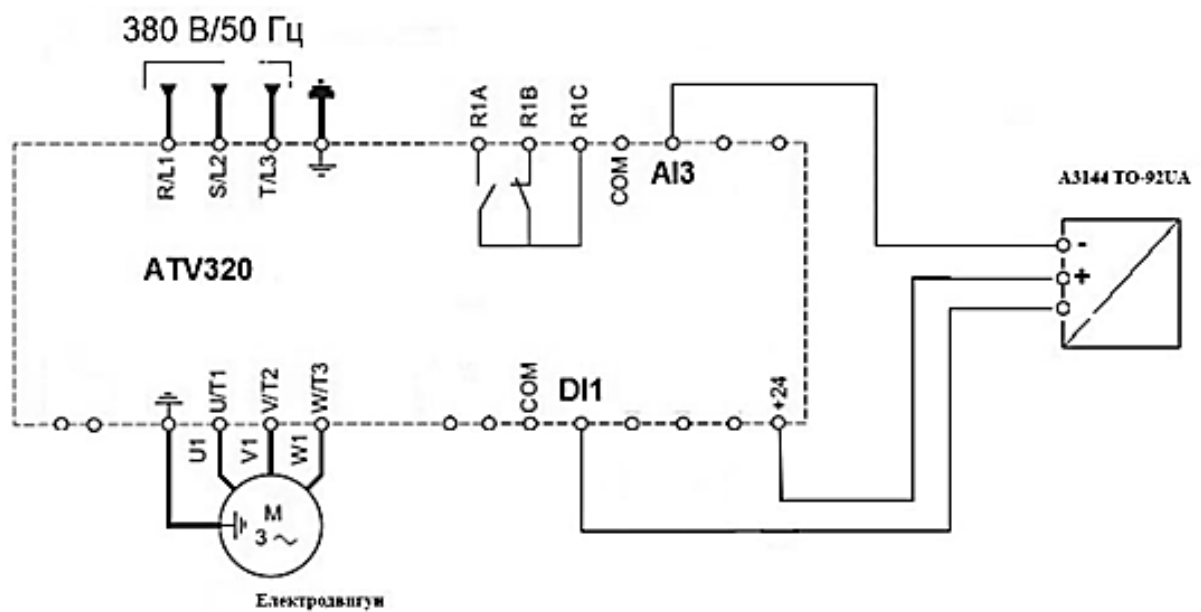 380 В/50 Гц
R1A
R1B
R1C
COM
AI3
R/L1
S/L2
T/L3
A3144 TO-92UA
-
+
ATV320
U/T1
V/T2
W/T3
COM
DI1
+24
U1
V1
W1
M
3 ~
Електродвигун